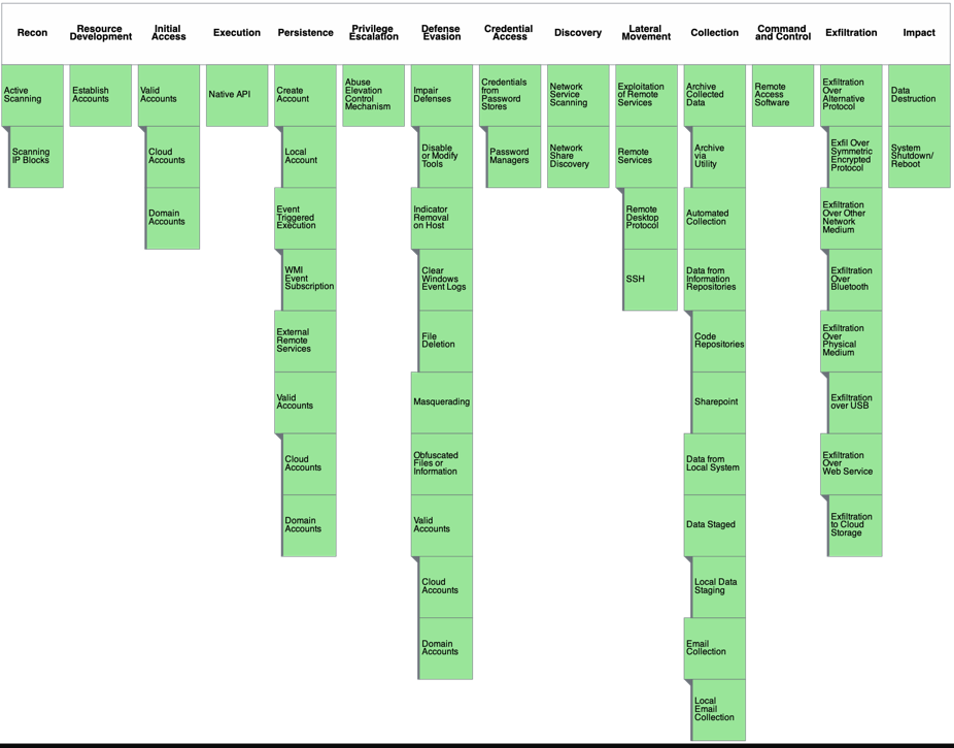 Recon
Resource
Development
Initial
Access
Execution
Persistence
Privilege
Escalation
Defense
Evasion
Credential
Access
Discovery
Lateral
Movement
Collection
Command
and Control
Exfiltration
Impact
Active
Scanning
Scanning
IP Blocks
Establish
Accounts
Valid
Accounts
Cloud
Accounts
Domain
Accounts
Native API
Create
Account
Local
Account
Event
Triggered
Execution
WMI
Event
Subscription
External
Remote
Services
Valid
Accounts
Cloud
Accounts
Domain
Accounts
Abuse
Elevation
Control
Mechanism
Impair
Defenses
Disable
or Modify
Tools
Indicator
Removal
on Host
Clear
Windows
Event Logs
File
Deletion
Masquerading
Obfuscated
Files or
Information
Valid
Accounts
Cloud
Accounts
Domain
Accounts
Credentials
from
Password
Stores
Password
Managers
Network
Service
Scanning
Network
Share
Discovery
Exploitation
of Remote
Services
Remote
Services
Remote
Desktop
Protocol
SSH
Archive
Collected
Data
Archive
via
Utility
Automated
Collection
Data from
Information
Repositories
Code
Repositories
Sharepoint
Data from
Local System
Data Staged
Local Data
Staging
Email
Collection
Local
Email
Collection
Remote
Access
Software
Exfiltration
Over
Alternative
Protocol
Exfil Over
Symmetric
Encrypted
Protocol
Exfiltration
Over Other
Network
Medium
Exfiltration
Over
Bluetooth
Exfiltration
Over
Physical
Medium
Exfiltration
over USB
Exfiltration
Over
Web Service
Exfiltration
to Cloud
Storage
Data
Destruction
System
Shutdown/
Reboot